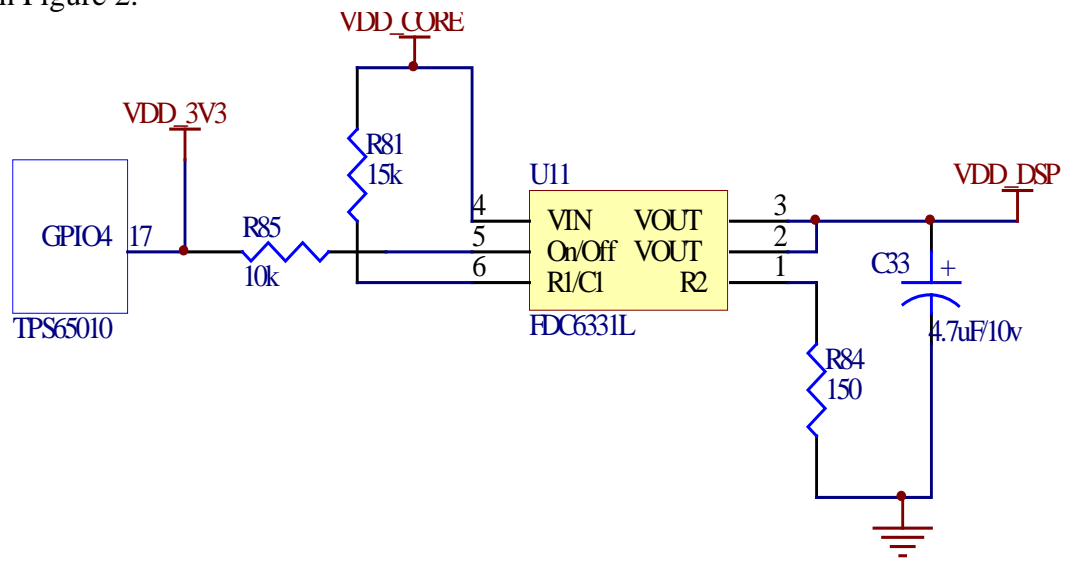 n Figure 2.
VDD_CORE
VDD_3V3
R81
15k
U11
VDD_DSP
GPIO4
17
R85
10k
4
5
6
VIN VOUT
On/Off VOUT
R1/C1 R2
3
2
1
C33
+
4.7uF/10v
TPS65010
FDC6331L
R84
150